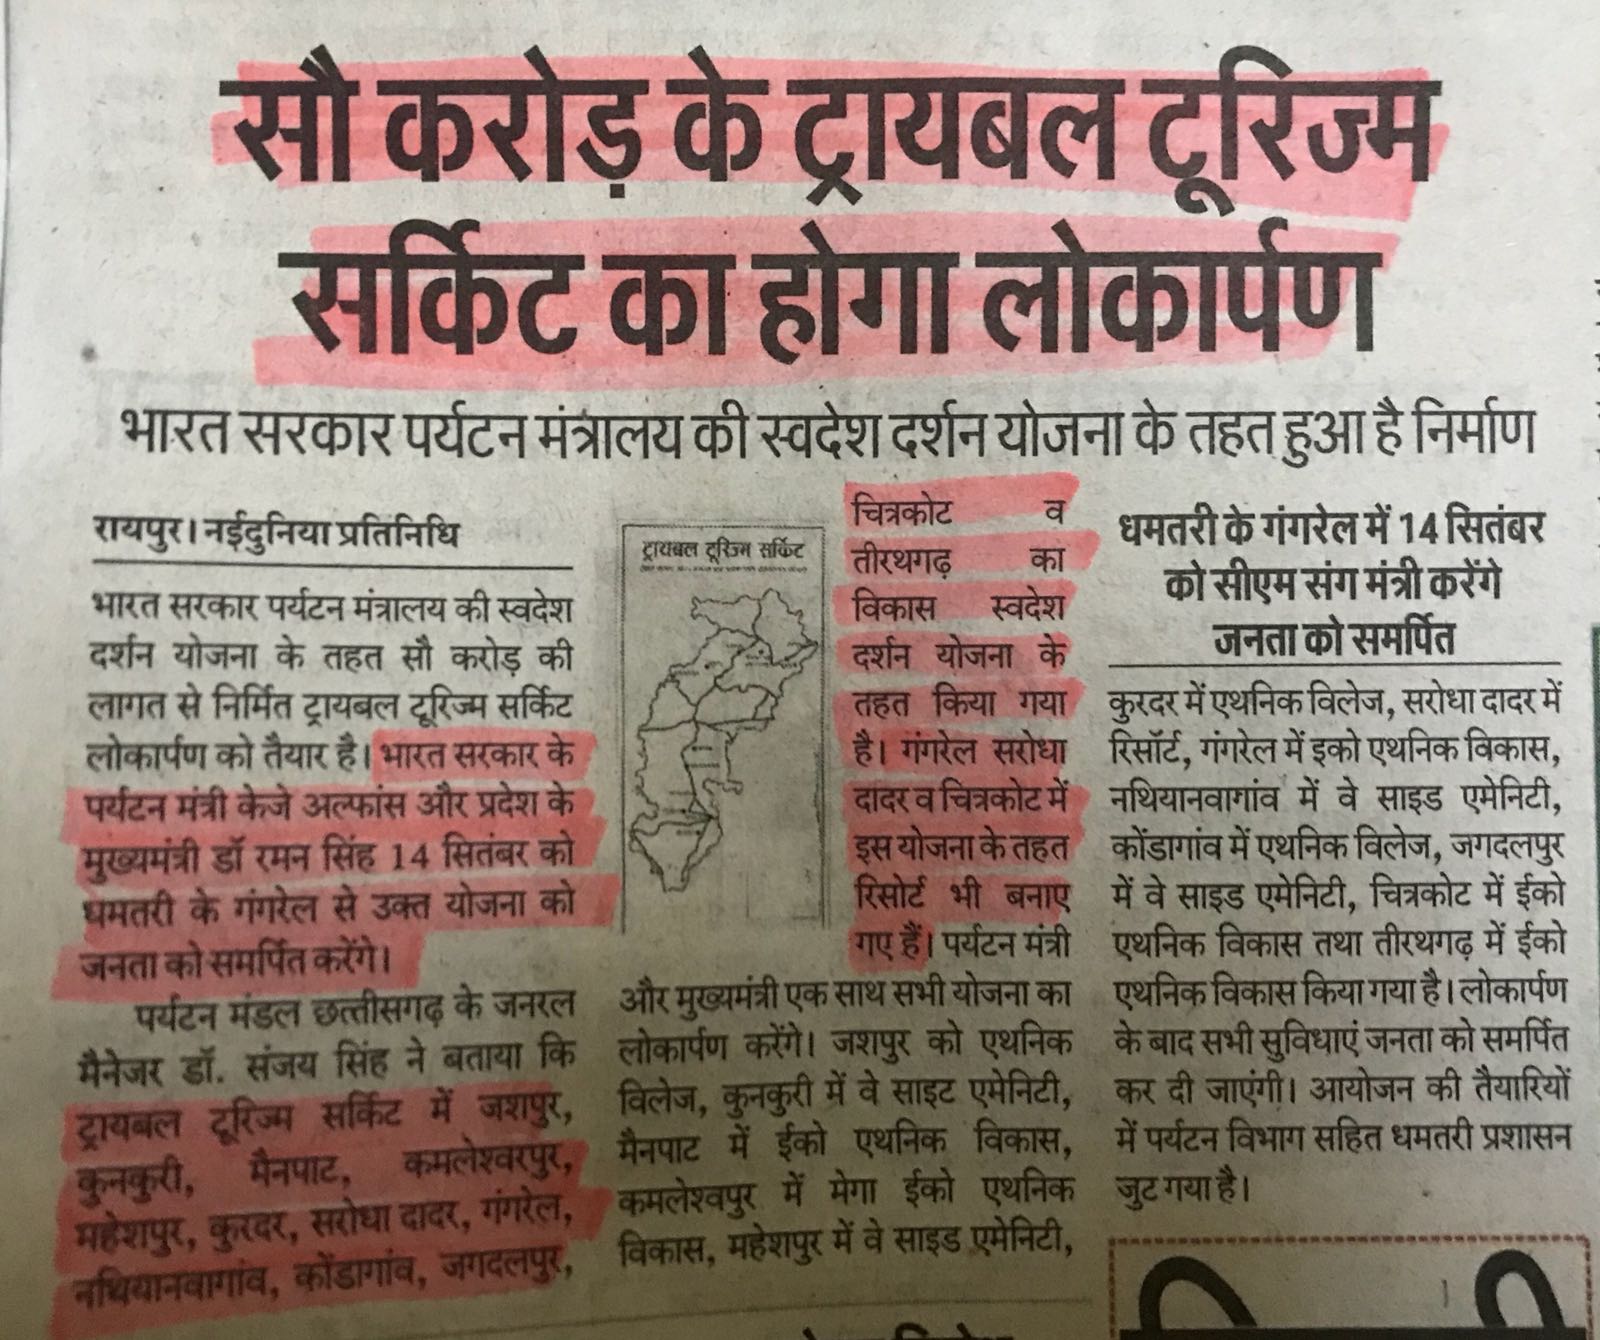 सौ करोड़ के ट्रायबल टूरिज्म
सर्किट का होगा लोकार्पण
भारत सरकार पर्यटन मंत्रालय की स्वदेश दर्शन योजना के तहत हुआ है निर्माण
रायपुर। नईदुनिया प्रतिनिधि
भारत सरकार पर्यटन मंत्रालय की स्वदेश
दर्शन योजना के तहत सौ करोड़ की
लागत से निर्मित ट्रायबल टूरिज्म सर्किट
लोकार्पण को तैयार है। भारत सरकार के
पर्यटन मंत्री केजे अल्फांस और प्रदेश के
मुख्यमंत्री डॉ रमन सिंह 14 सितंबर को
धमतरी के गंगरेल से उक्त योजना को
जनता को समर्पित करेंगे।
पर्यटन मंडल छत्तीसगढ़ के जनरल
मैनेजर डॉ. संजय सिंह ने बताया कि
ट्रायबल टूरिज्म सर्किट में जशपुर,
कुनकुरी, मैनपाट, कमलेश्वरपुर,
महेशपुर, कुरदर, सरोधा दादर, गंगरेल,
नथियानवागांव, कोंडागांव, जगदलपुर,
ट्रायबल टूरिज्म सर्किट
चित्रकोट व
तीरथगढ़ का
विकास स्वदेश
दर्शन योजना के
तहत किया गया
है। गंगरेल सरोधा
दादर व चित्रकोट में
इस योजना के तहत
रिसोर्ट भी बनाए
गए हैं। पर्यटन मंत्री
और मुख्यमंत्री एक साथ सभी योजना का
लोकार्पण करेंगे। जशपुर को एथनिक
विलेज, कुनकुरी में वे साइट एमेनिटी,
मैनपाट में ईको एथनिक विकास,
कमलेश्वपुर में मेगा ईको एथनिक
विकास, महेशपुर में वे साइड एमेनिटी,
धमतरी के गंगरेल में 14 सितंबर
को सीएम संग मंत्री करेंगे
जनता को समर्पित
कुरदर में एथनिक विलेज, सरोधा दादर में
रिसॉर्ट, गंगरेल में इको एथनिक विकास,
नथियानवागांव में वे साइड एमेनिटी,
कोंडागांव में एथनिक विलेज, जगदलपुर
में वे साइड एमेनिटी, चित्रकोट में ईको
एथनिक विकास तथा तीरथगढ़ में ईको
एथनिक विकास किया गया है। लोकार्पण
के बाद सभी सुविधाएं जनता को समर्पित
कर दी जाएंगी। आयोजन की तैयारियों
में पर्यटन विभाग सहित धमतरी प्रशासन
जुट गया है।